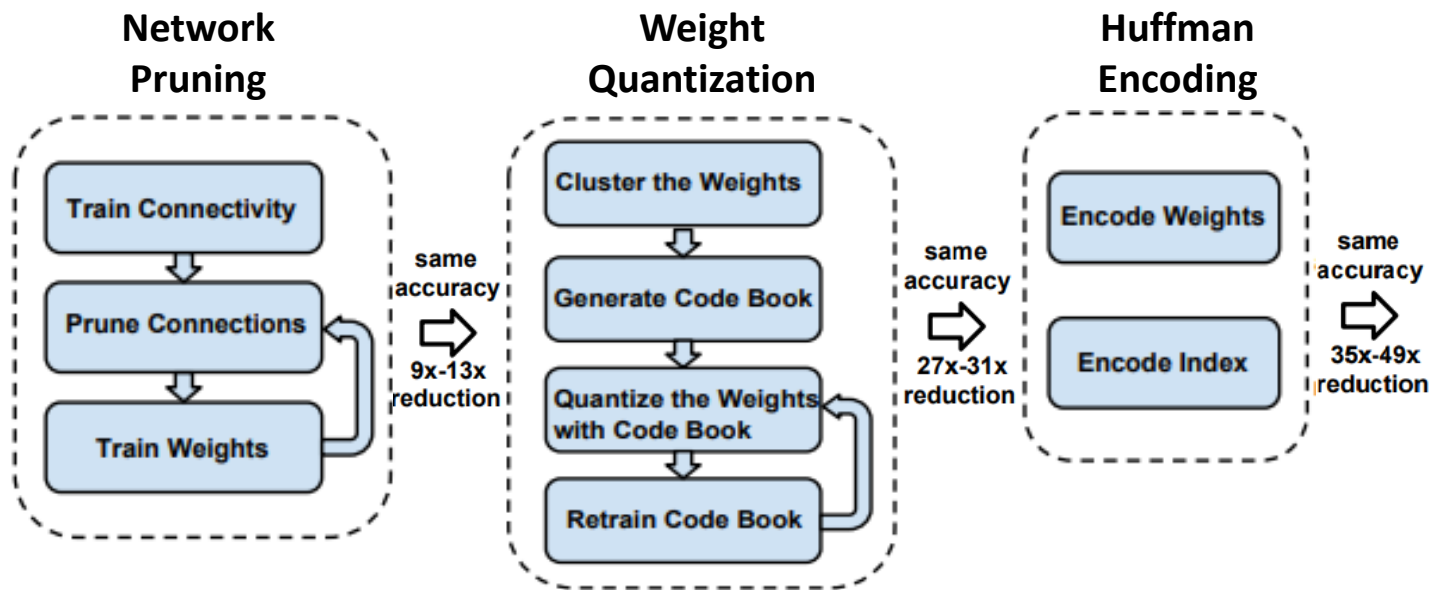 Network
Pruning
Train Connectivity
Prune Connections
Train Weights
same
accuracy
9x-13x
reduction
Weight
Quantization
Cluster the Weights
Generate Code Book
Quantize the Weights
with Code Book
Retrain Code Book
same
accuracy
27x-31x
reduction
Huffman
Encoding
Encode Weights
Encode Index
same
accuracy
35x-49x
reduction